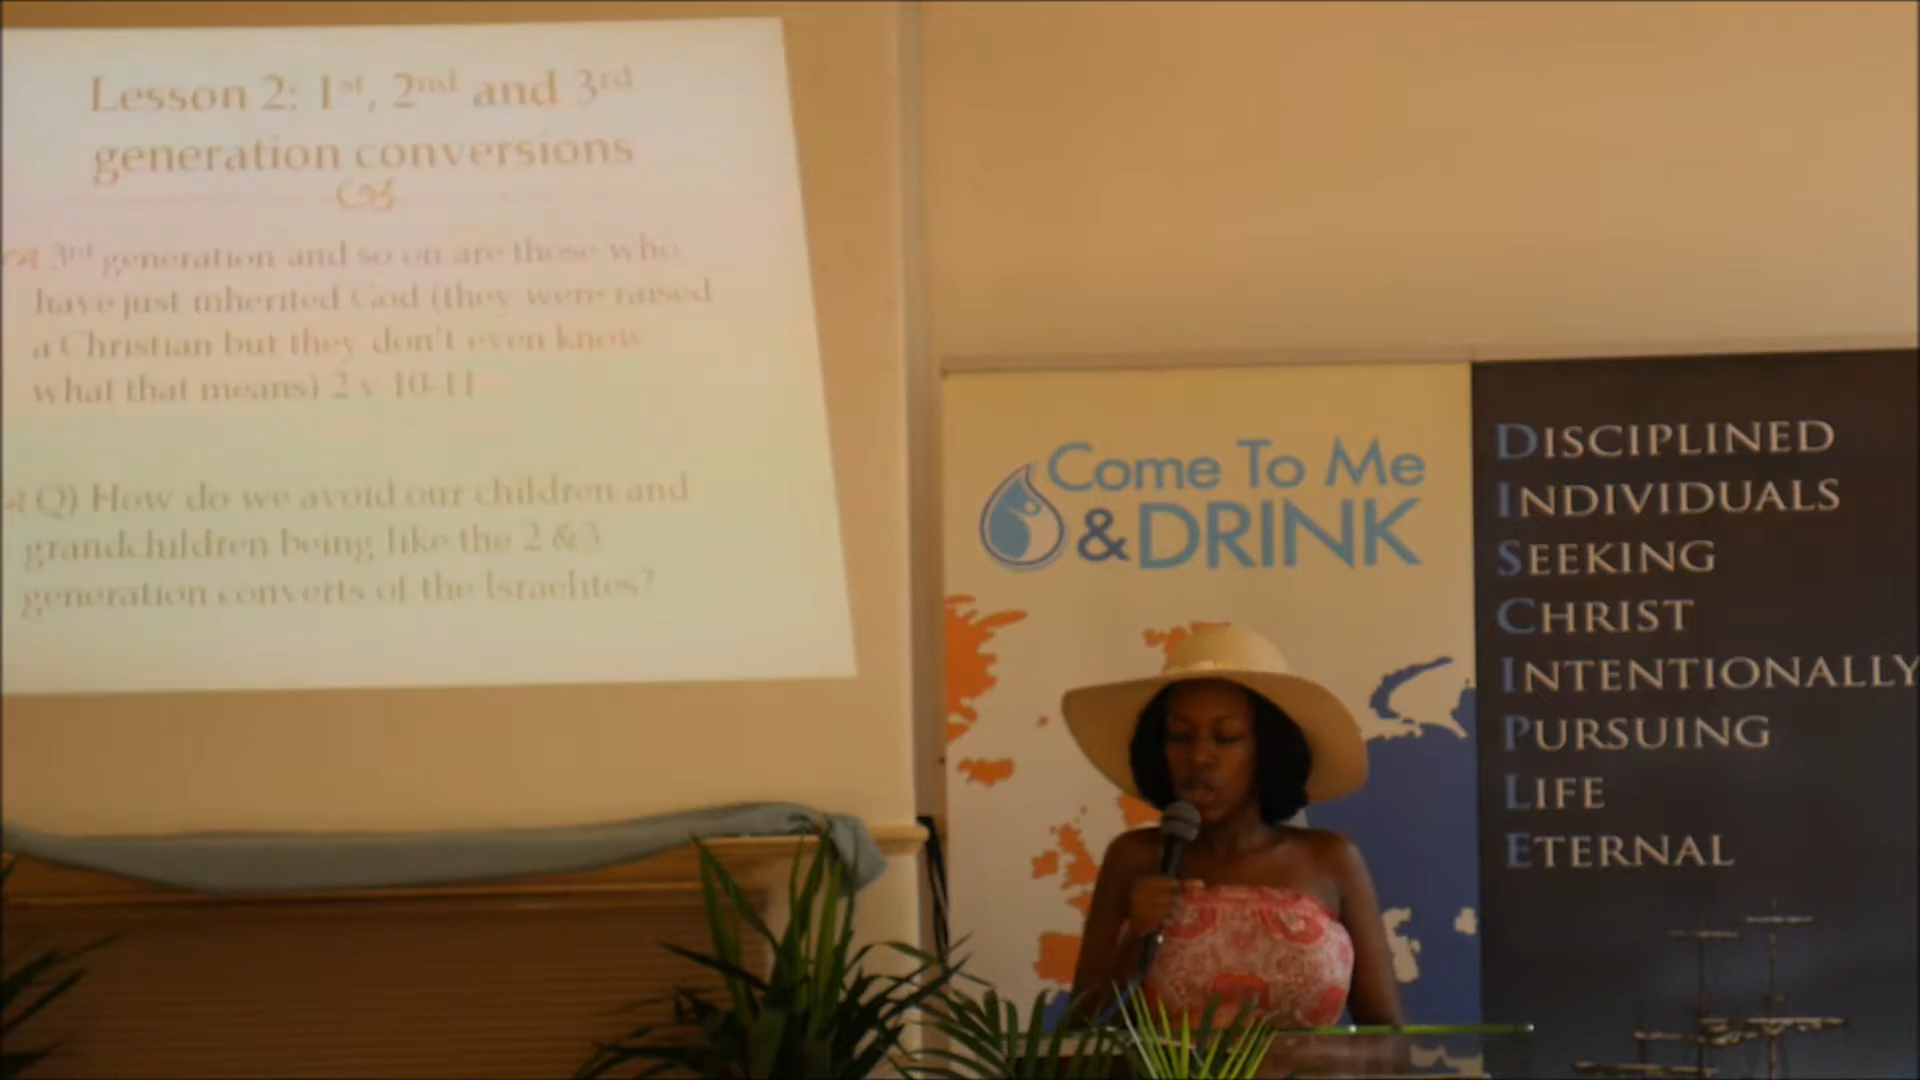 Lesson 2: 1st, 2nd and 3rd
generation conversions
3rd generation and so on are those who
have just inherited God (they were raised
a Christian but they don't even know
what that means) 2 v 10-11
Q) How do we avoid our children and
grandchildren being like the 2 & 3
generation converts of the Israelites?
Come To Me
& DRINK
DISCIPLINED
INDIVIDUALS
SEEKING
CHRIST
INTENTIONALLY
PURSUING
LIFE
ETERNAL